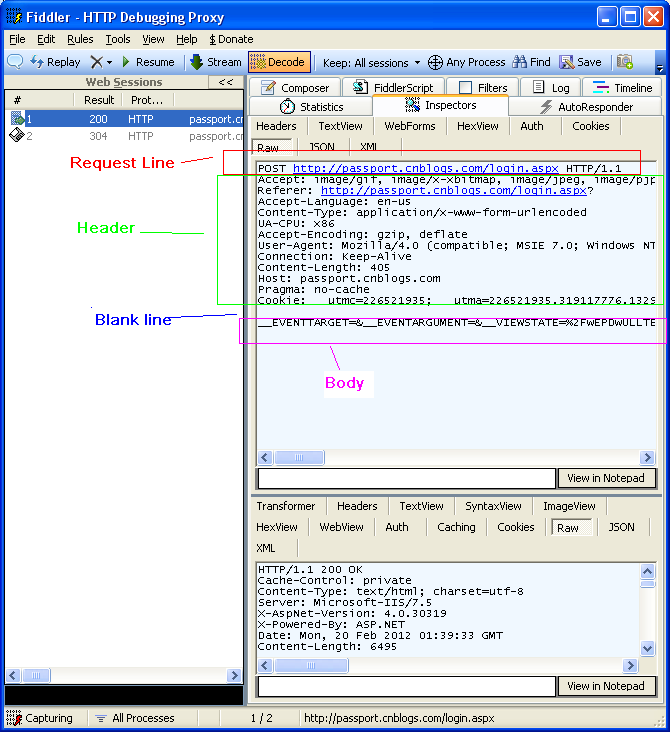 Fiddler - HTTP Debugging Proxy
File Edit Rules Tools View Help $ Donate
Replay Resume Stream Decode Keep: All sessions Any Process Find Save
Web Sessions <<
# Result Prot...
1 200 HTTP passport.cn
2 304 HTTP passport.cn
Composer FiddlerScript Filters Log Timeline
Statistics Inspectors AutoResponder
Headers TextView WebForms HexView Auth Cookies
Raw JSON XML
Request Line
POST http://passport.cnblogs.com/login.aspx HTTP/1.1
Accept: image/gif, image/x-xbitmap, image/jpeg, image/pjp
Referer: http://passport.cnblogs.com/login.aspx?
Accept-Language: en-us
Content-Type: application/x-www-form-urlencoded
Header
UA-CPU: x86
Accept-Encoding: gzip, deflate
User-Agent: Mozilla/4.0 (compatible; MSIE 7.0; Windows NT
Connection: Keep-Alive
Content-Length: 405
Host: passport.cnblogs.com
Pragma: no-cache
Cookie: __utmc=226521935; __utma=226521935.319117776.1329
Blank line
__EVENTTARGET=&__EVENTARGUMENT=&__VIEWSTATE=%2FwEPDwULLTE
Body
View in Notepad
Transformer Headers TextView SyntaxView ImageView
HexView WebView Auth Caching Cookies Raw JSON
XML
HTTP/1.1 200 OK
Cache-Control: private
Content-Type: text/html; charset=utf-8
Server: Microsoft-IIS/7.5
X-AspNet-Version: 4.0.30319
X-Powered-By: ASP.NET
Date: Mon, 20 Feb 2012 01:39:33 GMT
Content-Length: 6495
View in Notepad
Capturing All Processes 1 / 2 http://passport.cnblogs.com/login.aspx